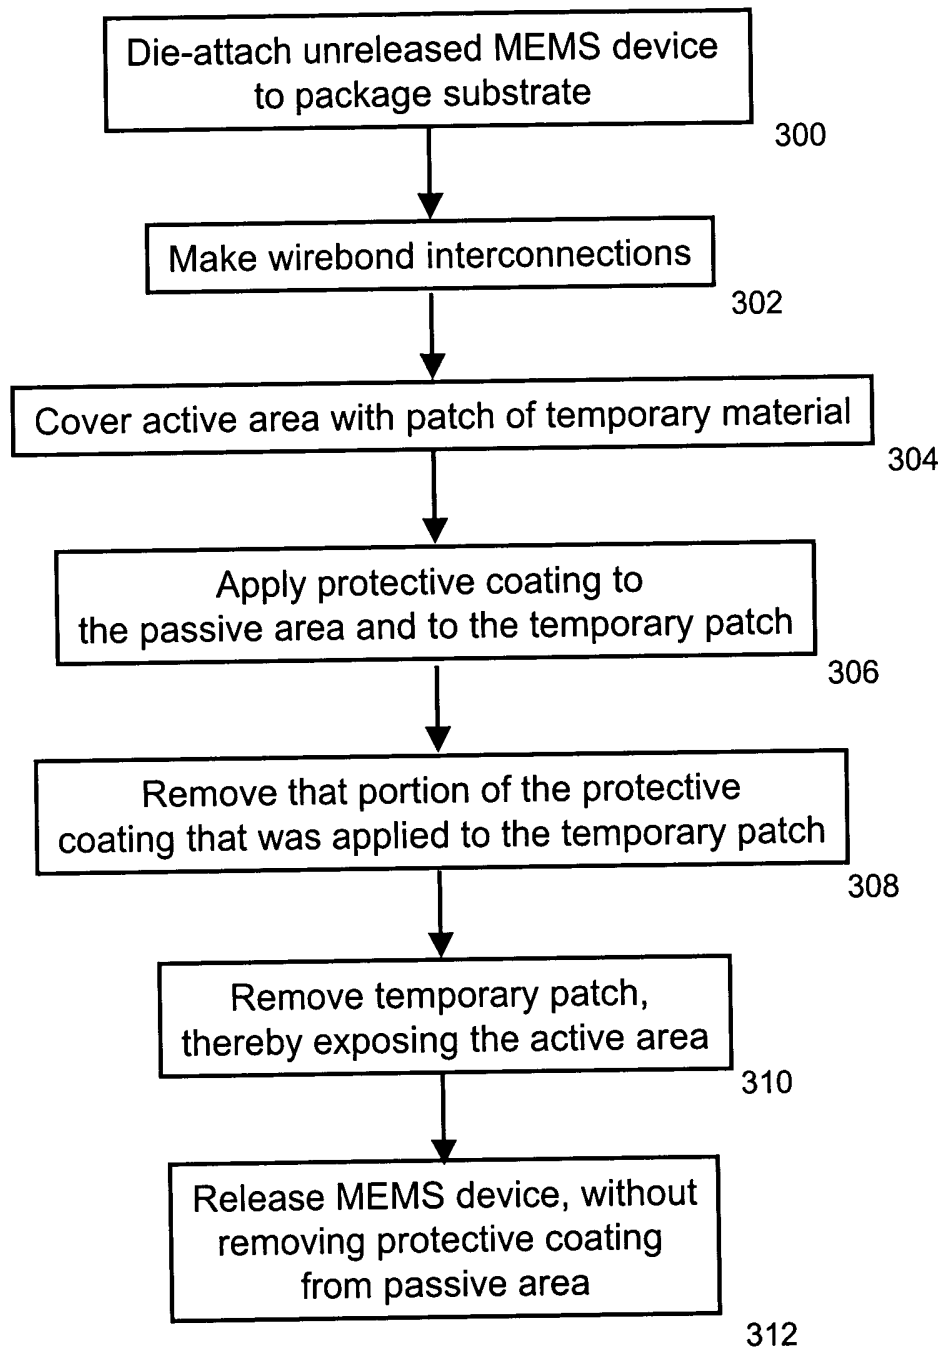 Die-attach unreleased MEMS device
to package substrate
300
Make wirebond interconnections
302
Cover active area with patch of temporary material
304
Apply protective coating to
the passive area and to the temporary patch
306
Remove that portion of the protective
coating that was applied to the temporary patch
308
Remove temporary patch,
thereby exposing the active area
310
Release MEMS device, without
removing protective coating
from passive area
312